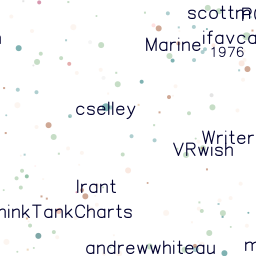 scottm
Marine
ifavca
1976
cselley
Writer
VRwish
lrant
hinkTankCharts
andrewwhiteau
m